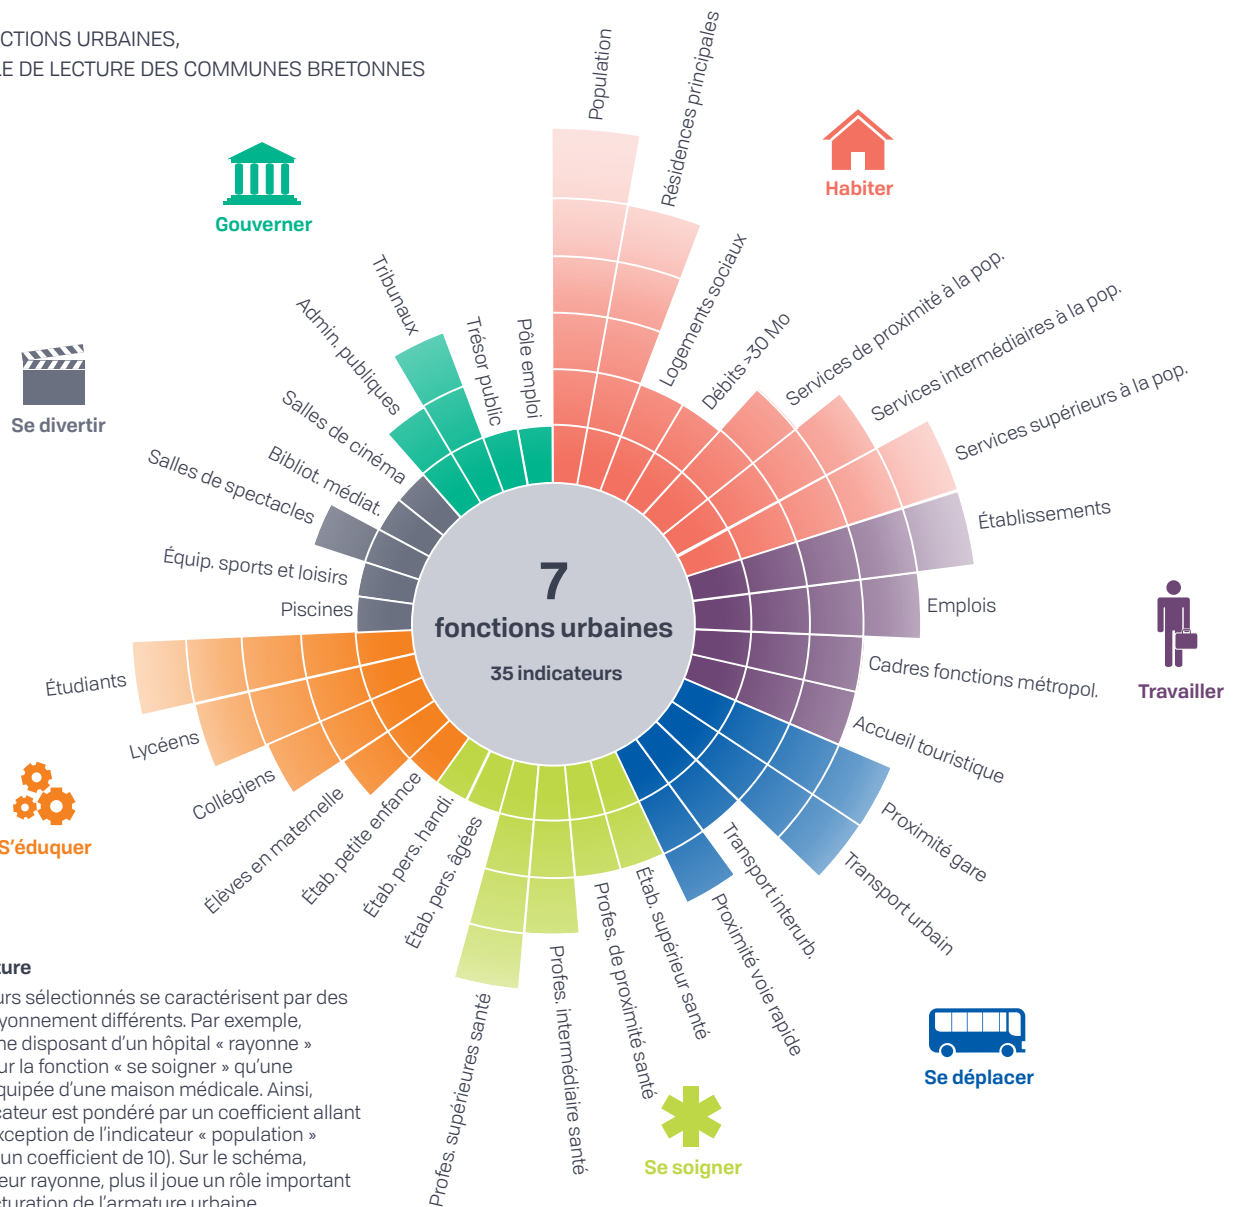 CTIONS URBAINES,
LE DE LECTURE DES COMMUNES BRETONNES
Population
Résidences principales
Logements sociaux
Débits >30 Mo
Services de proximité à la pop.
Services intermédiaires à la pop.
Services supérieurs à la pop.
Habiter
Établissements
Emplois
Cadres fonctions métropol.
Accueil touristique
Travailler
Proximité gare
Transport urbain
Transport interurb.
Proximité voie rapide
Se déplacer
Étab. supérieur santé
Profes. de proximité santé
Profes. intermédiaire santé
Profes. supérieures santé
Étab. pers. âgées
Étab. pers. handi.
Se soigner
Étab. petite enfance
Élèves en maternelle
Collégiens
Lycéens
Étudiants
S'éduquer
Piscines
Équip. sports et loisirs
Salles de spectacles
Bibliot. médiat.
Salles de cinéma
Se divertir
Admin. publiques
Tribunaux
Trésor public
Pôle emploi
Gouverner
7
fonctions urbaines
35 indicateurs
ture
urs sélectionnés se caractérisent par des
yonnement différents. Par exemple,
ne disposant d'un hôpital « rayonne »
ur la fonction « se soigner » qu'une
quipée d'une maison médicale. Ainsi,
cateur est pondéré par un coefficient allant
xception de l'indicateur « population »
un coefficient de 10). Sur le schéma,
eur rayonne, plus il joue un rôle important
cturation de l'armature urbaine